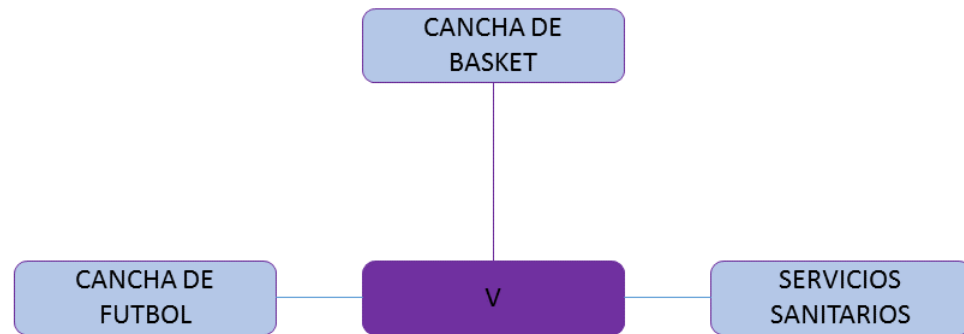 CANCHA DE
BASKET
CANCHA DE
FUTBOL
V
SERVICIOS
SANITARIOS